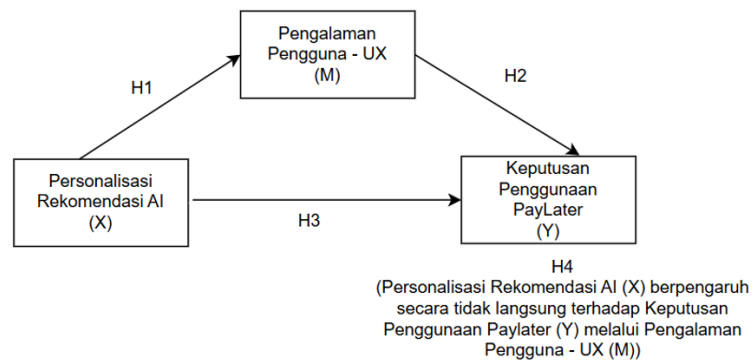 Pengalaman
Pengguna - UX
(M)
H1
H2
Personalisasi
Rekomendasi AI
(X)
H3
Keputusan
Penggunaan
PayLater
(Y)
H4
(Personalisasi Rekomendasi AI (X) berpengaruh
secara tidak langsung terhadap Keputusan
Penggunaan Paylater (Y) melalui Pengalaman
Pengguna - UX (M))